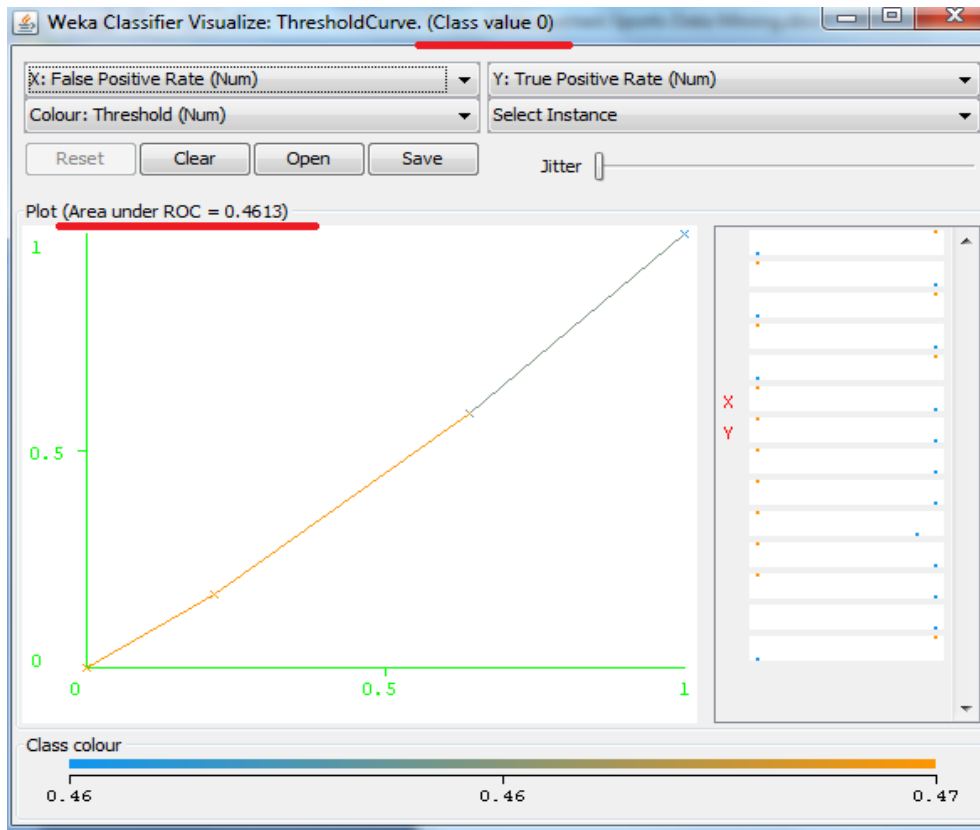 Weka Classifier Visualize: ThresholdCurve. (Class value 0)
X: False Positive Rate (Num)
Y: True Positive Rate (Num)
Colour: Threshold (Num)
Select Instance
Reset
Clear
Open
Save
Jitter
Plot (Area under ROC = 0.4613)
1
0.5
0
0
0.5
1
X
Y
Class colour
0.46
0.46
0.47